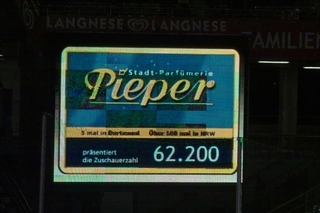 LANGNESE LANGNESE
FAMILIEN
Stadt-Parfümerie
Pieper
5 mal in Dortmund Über 100 mal in NRW
präsentiert
die Zuschauerzahl 62.200